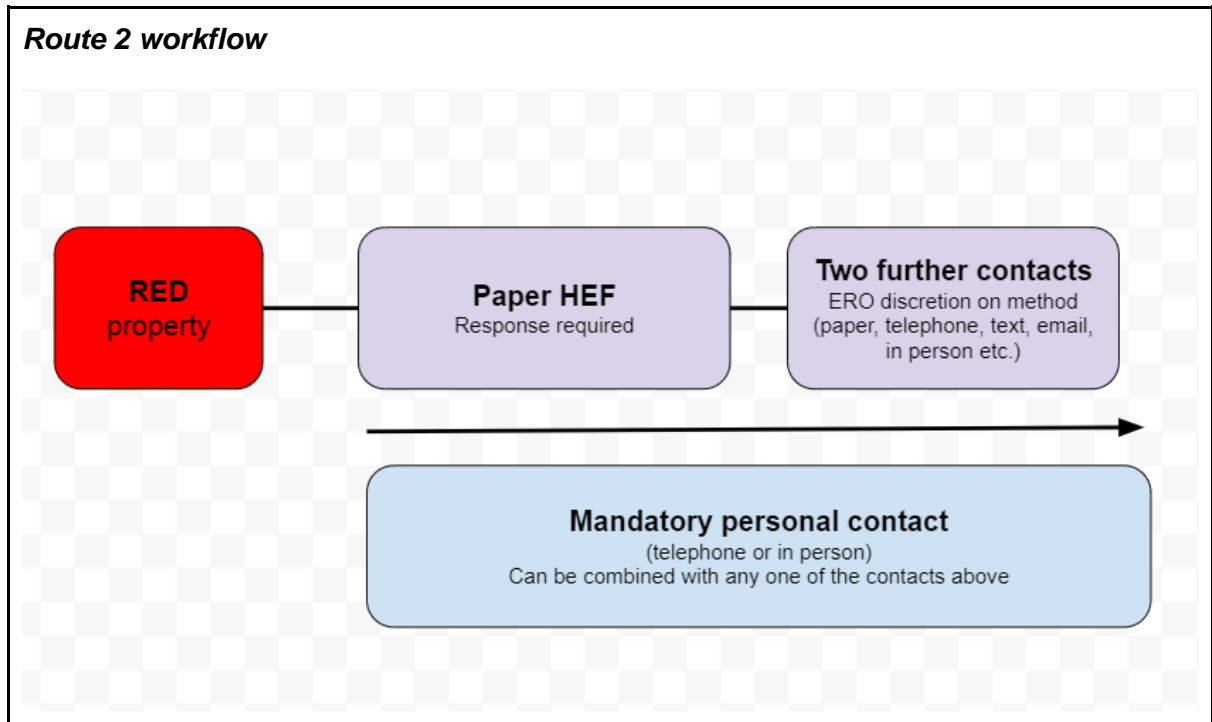 Route 2 workflow
RED
property
Paper HEF
Response required
Two further contacts
ERO discretion on method
(paper, telephone, text, email,
in person etc.)
Mandatory personal contact
(telephone or in person)
Can be combined with any one of the contacts above